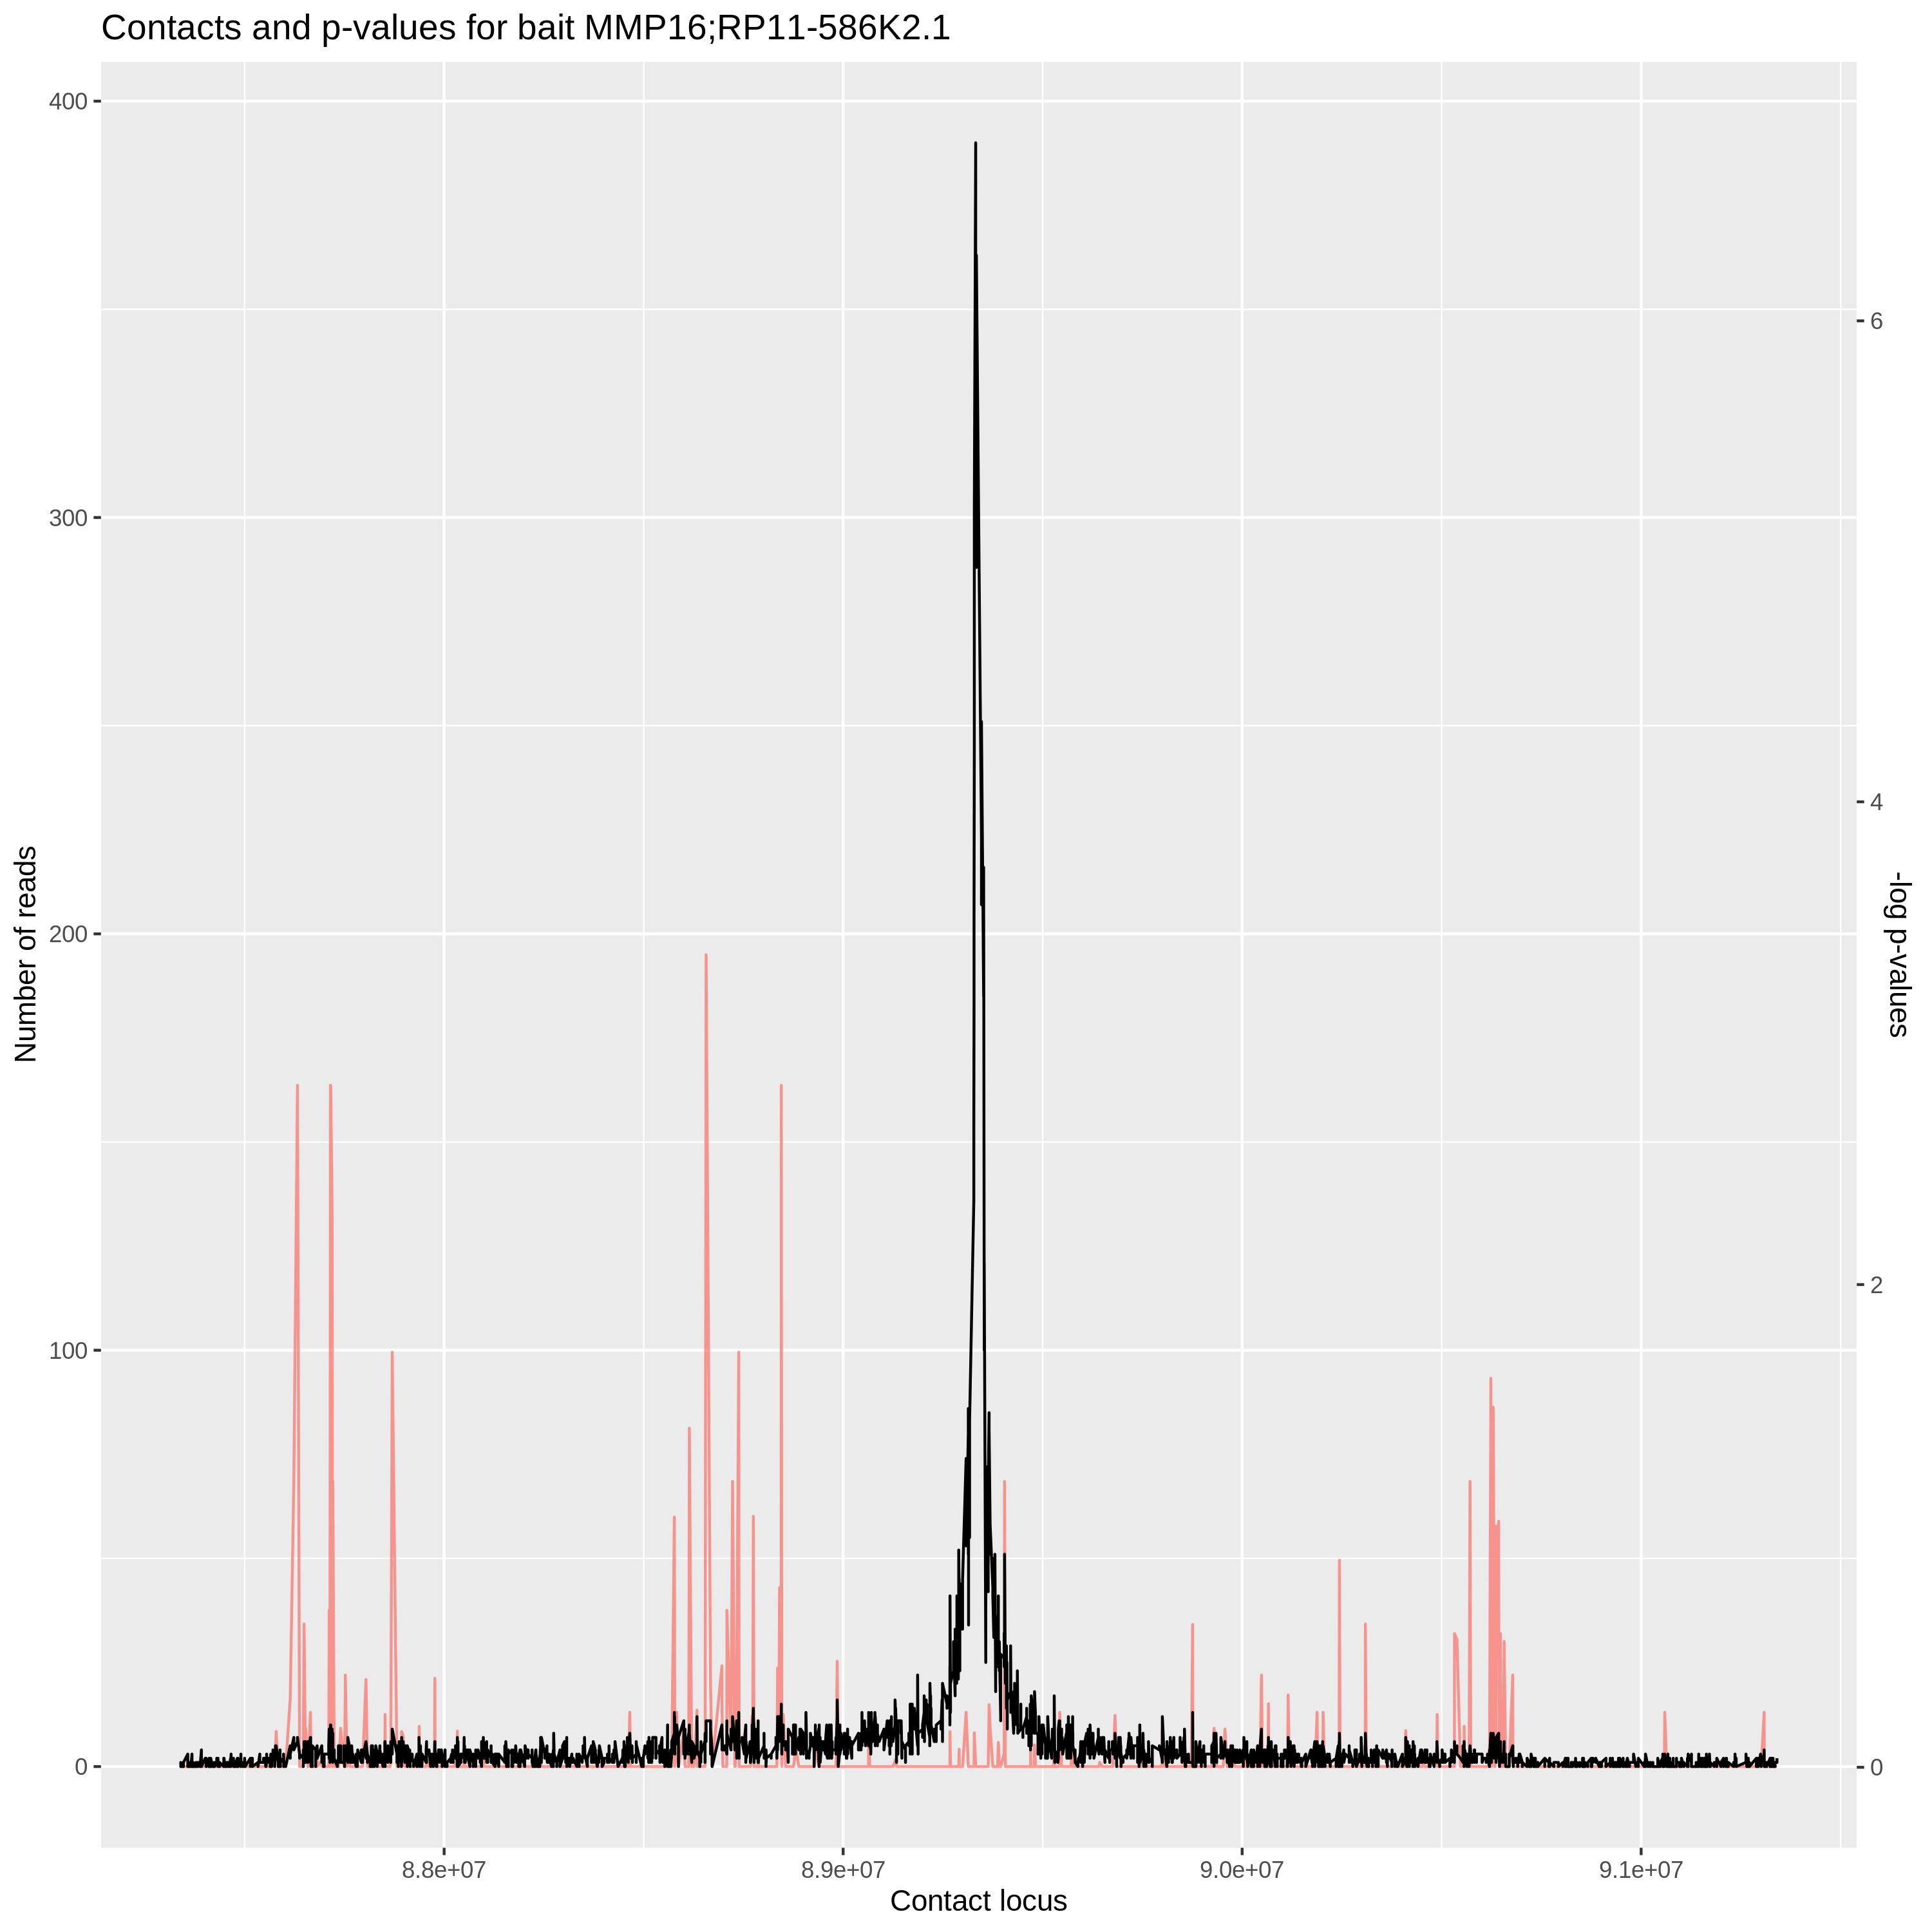 Contacts and p-values for bait MMP16;RP11-586K2.1
400
300
200
100
0
Number of reads
6
4
2
0
-log p-values
8.8e+07
8.9e+07
9.0e+07
9.1e+07
Contact locus